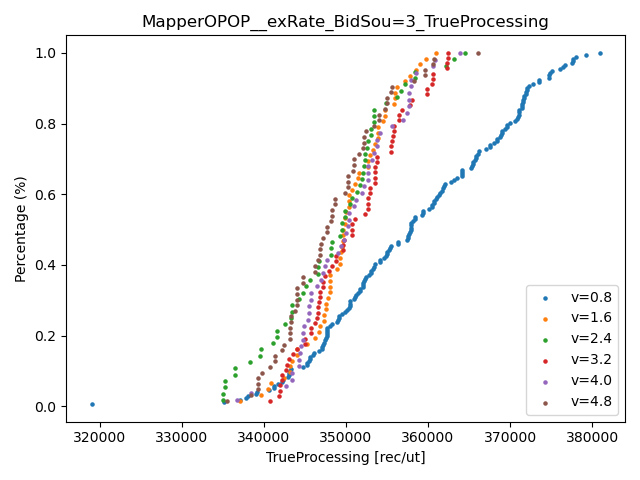 MapperOPOP__exRate_BidSou=3_TrueProcessing
Percentage (%)
1.0%
0.8%
0.6%
0.4%
0.2%
0.0%
320000
330000
340000
350000
360000
370000
380000
TrueProcessing [rec/ut]
v=0.8
v=1.6
v=2.4
v=3.2
v=4.0
v=4.8